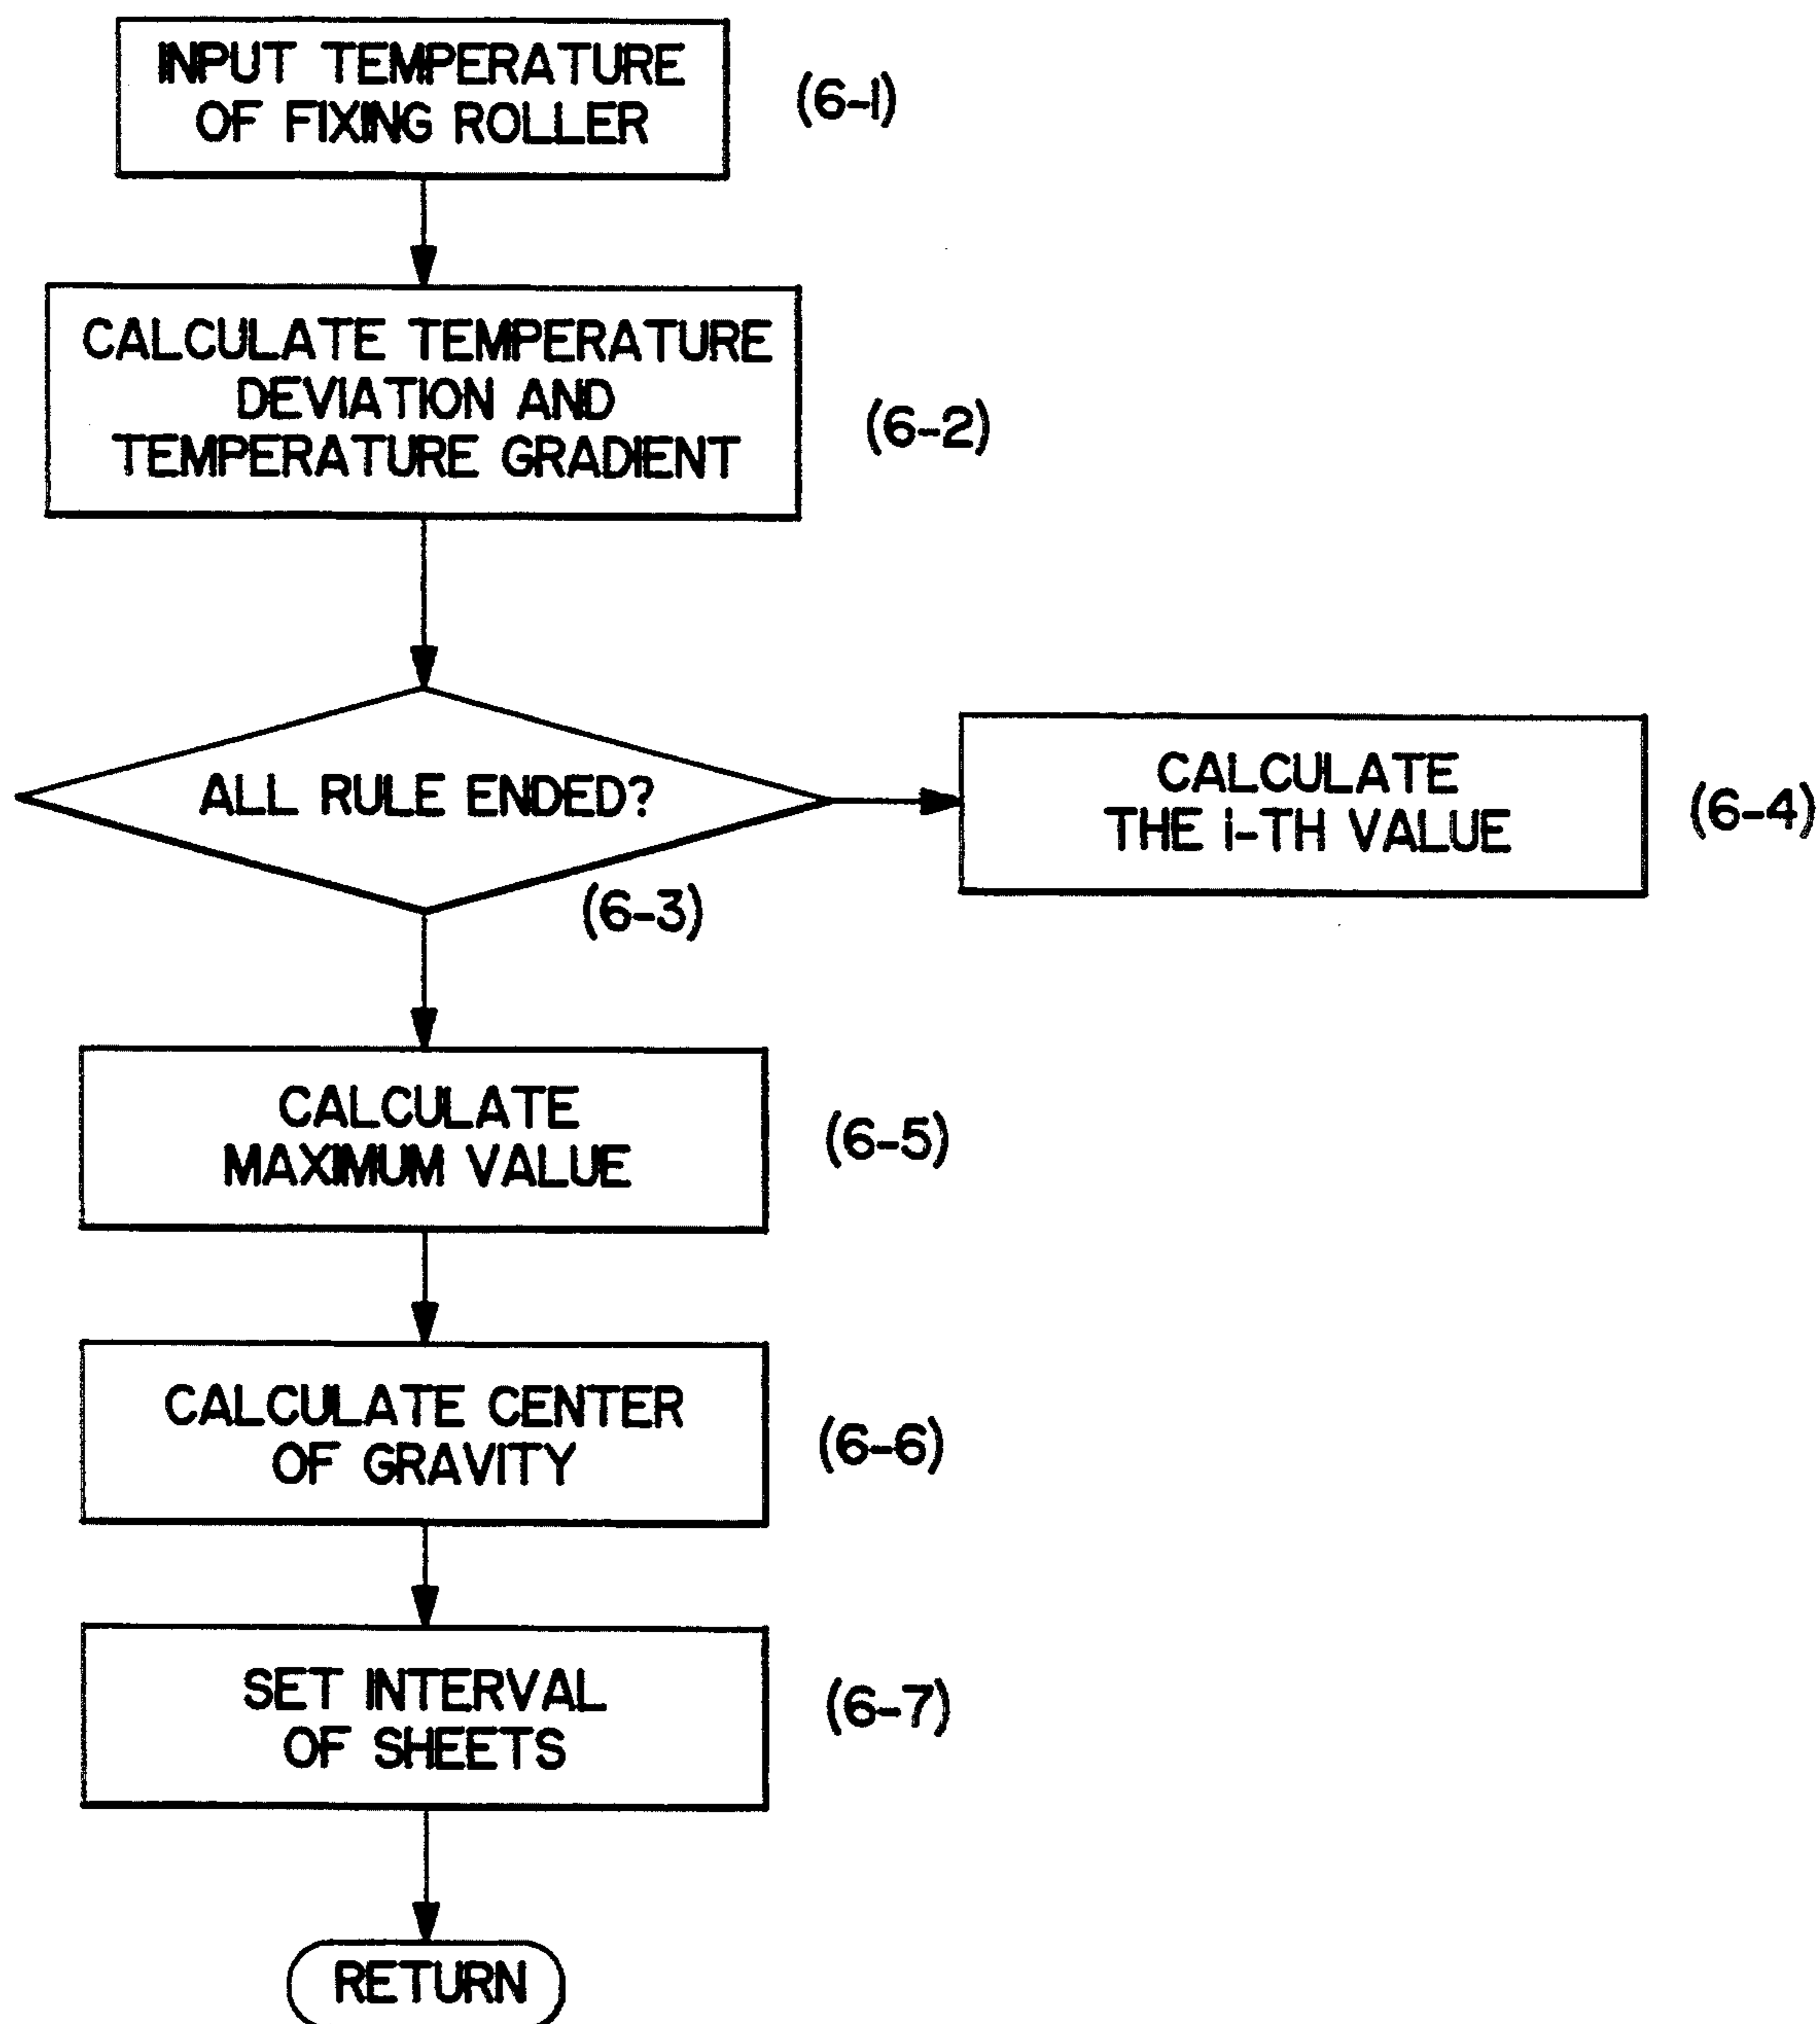 INPUT TEMPERATURE
OF FIXING ROLLER
(6-1)
CALCULATE TEMPERATURE
DEVIATION AND
TEMPERATURE GRADIENT
(6-2)
ALL RULE ENDED?
(6-3)
CALCULATE
THE i-TH VALUE
(6-4)
CALCULATE
MAXIMUM VALUE
(6-5)
CALCULATE CENTER
OF GRAVITY
(6-6)
SET INTERVAL
OF SHEETS
(6-7)
RETURN